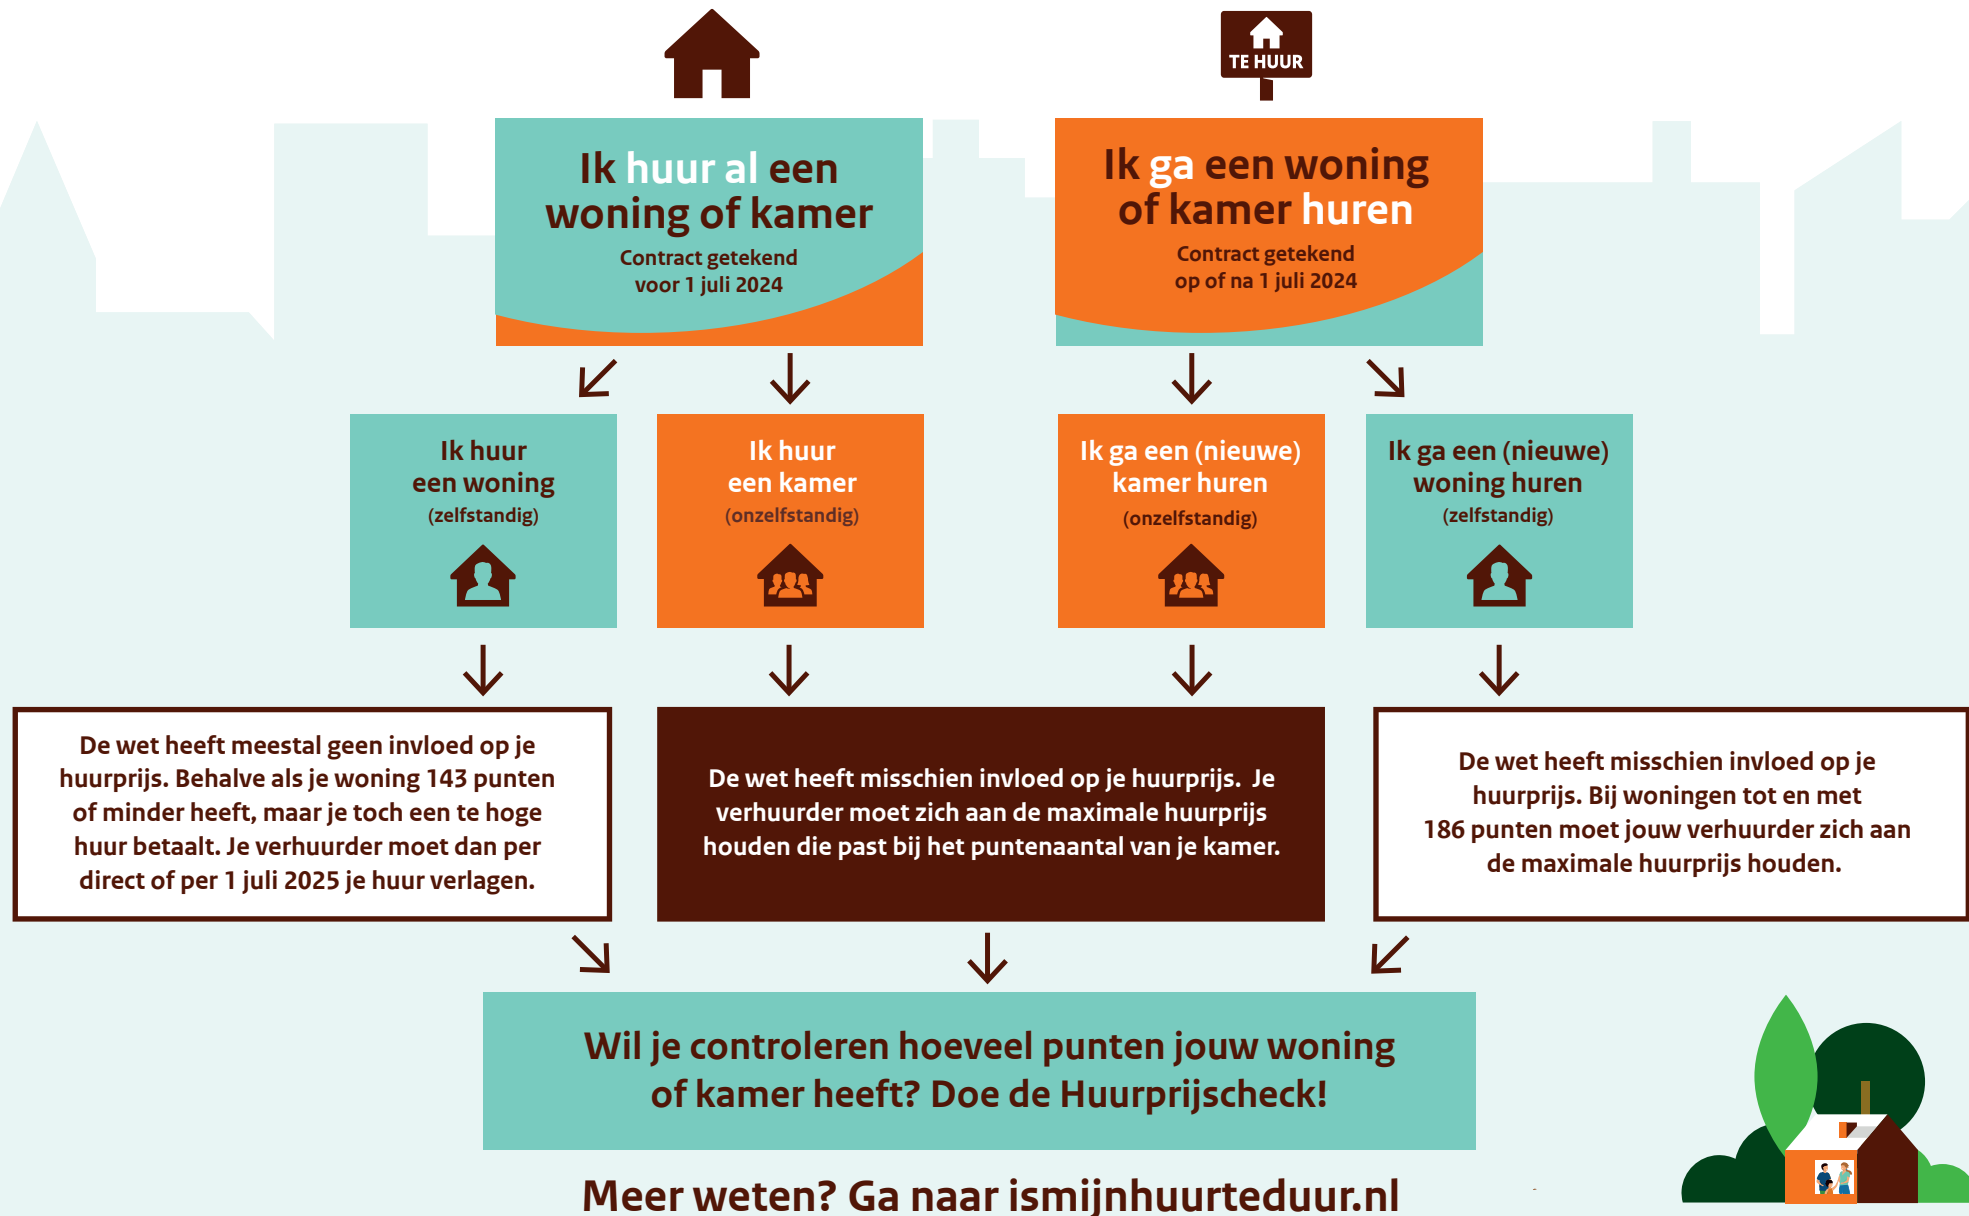 TE HUUR
Ik huur al een
woning of kamer
Contract getekend
voor 1 juli 2024
Ik ga een woning
of kamer huren
Contract getekend
op of na 1 juli 2024
Ik huur
een woning
(zelfstandig)
Ik huur
een kamer
(onzelfstandig)
Ik ga een (nieuwe)
kamer huren
(onzelfstandig)
Ik ga een (nieuwe)
woning huren
(zelfstandig)
De wet heeft meestal geen invloed op je
huurprijs. Behalve als je woning 143 punten
of minder heeft, maar je toch een te hoge
huur betaalt. Je verhuurder moet dan per
direct of per 1 juli 2025 je huur verlagen.
De wet heeft misschien invloed op je huurprijs. Je
verhuurder moet zich aan de maximale huurprijs
houden die past bij het puntenaantal van je kamer.
De wet heeft misschien invloed op je
huurprijs. Bij woningen tot en met
186 punten moet jouw verhuurder zich aan
de maximale huurprijs houden.
Wil je controleren hoeveel punten jouw woning
of kamer heeft? Doe de Huurprijscheck!
Meer weten? Ga naar ismijnhuurteduur.nl